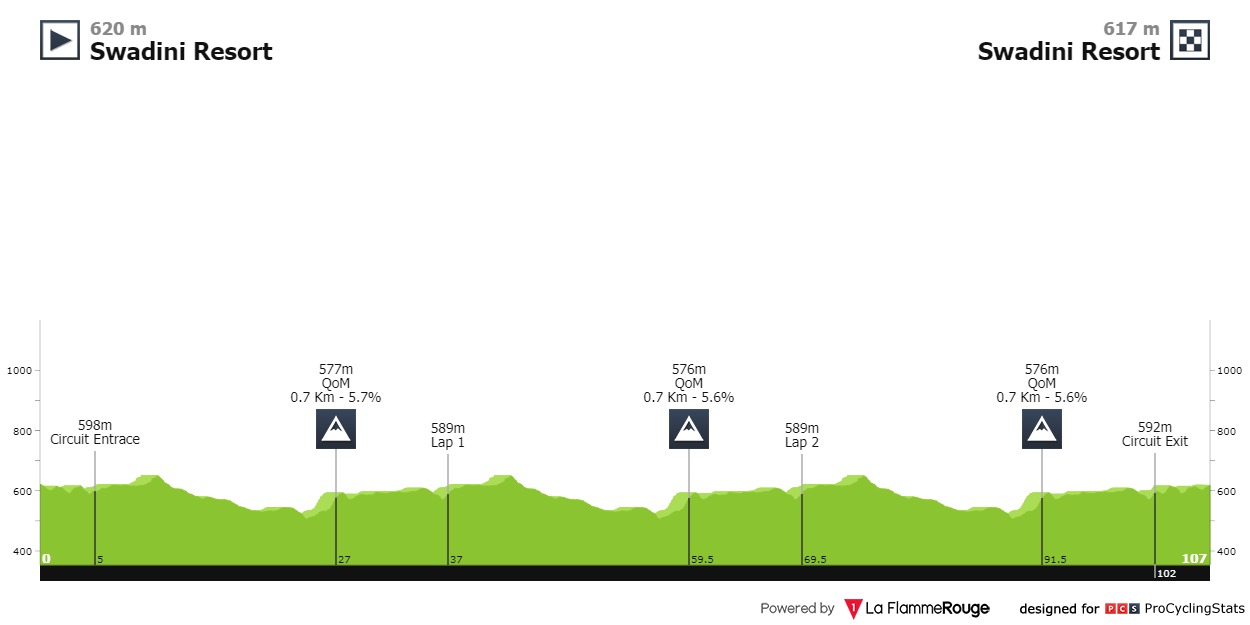 620 m
Swadini Resort
617 m
Swadini Resort
577m
QoM
0.7 Km - 5.7%
576m
QoM
0.7 Km - 5.6%
576m
QoM
0.7 Km - 5.6%
598m
Circuit Entrace
589m
Lap 1
589m
Lap 2
592m
Circuit Exit
1000
800
600
400
1000
800
600
400
0
5
27
37
59.5
69.5
91.5
107
102
Powered by La FlammeRouge designed for PCS ProCyclingStats